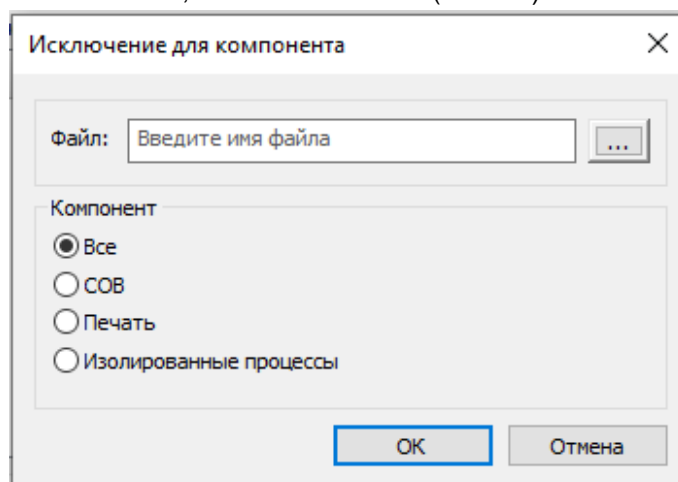 Исключение для компонента
Файл: Введите имя файла ...
Компонент
Все
СОВ
Печать
Изолированные процессы
ОК Отмена